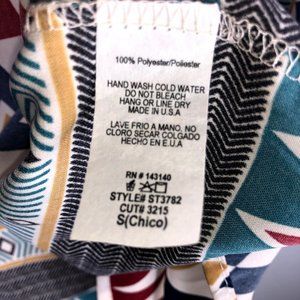 100% Polyester/Poliester
HAND WASH COLD WATER
DO NOT BLEACH
HANG OR LINE DRY
MADE IN U.S.A
LAVE FRIO A MANO, NO
CLORO SECAR COLGADO
HECHO EN E.U.A
RN # 143140
STYLE# ST3782
CUT# 3215
S(Chico)